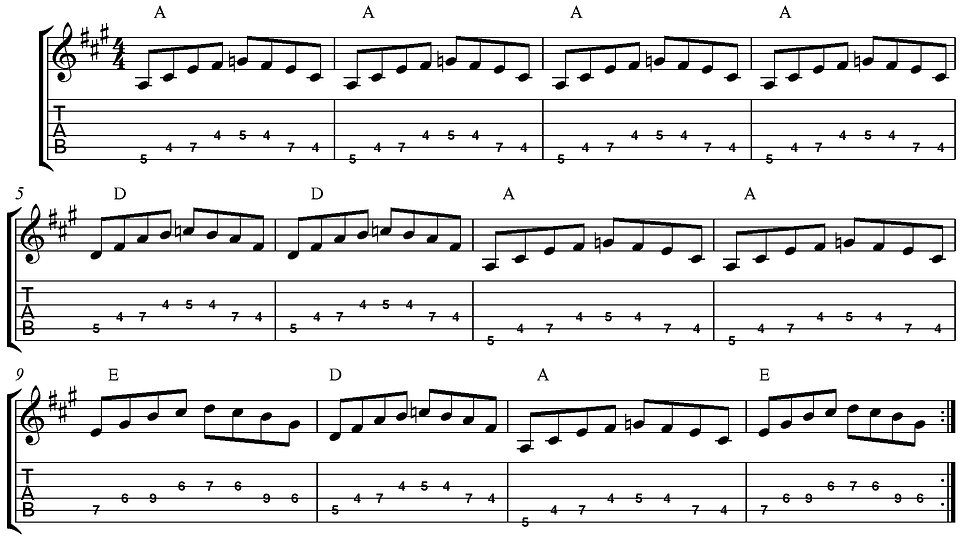 A A A A
4
4
T
A 4 5 4 4 5 4 4 5 4 4 5 4
B 4 7 7 4 4 7 7 4 4 7 7 4 4 7 7 4
5 5 5 5
5 D D A A
T
4 5 4 4 5 4
A 4 7 7 4 4 7 7 4 4 5 4 4 5 4
B 5 5 4 7 7 4 4 7 7 4
5 5
9 E D A E
T
6 7 6 4 5 4 6 7 6
A 6 9 9 6 4 7 7 4 4 5 4 6 9 9 6
B 7 5 4 7 7 4 7
5